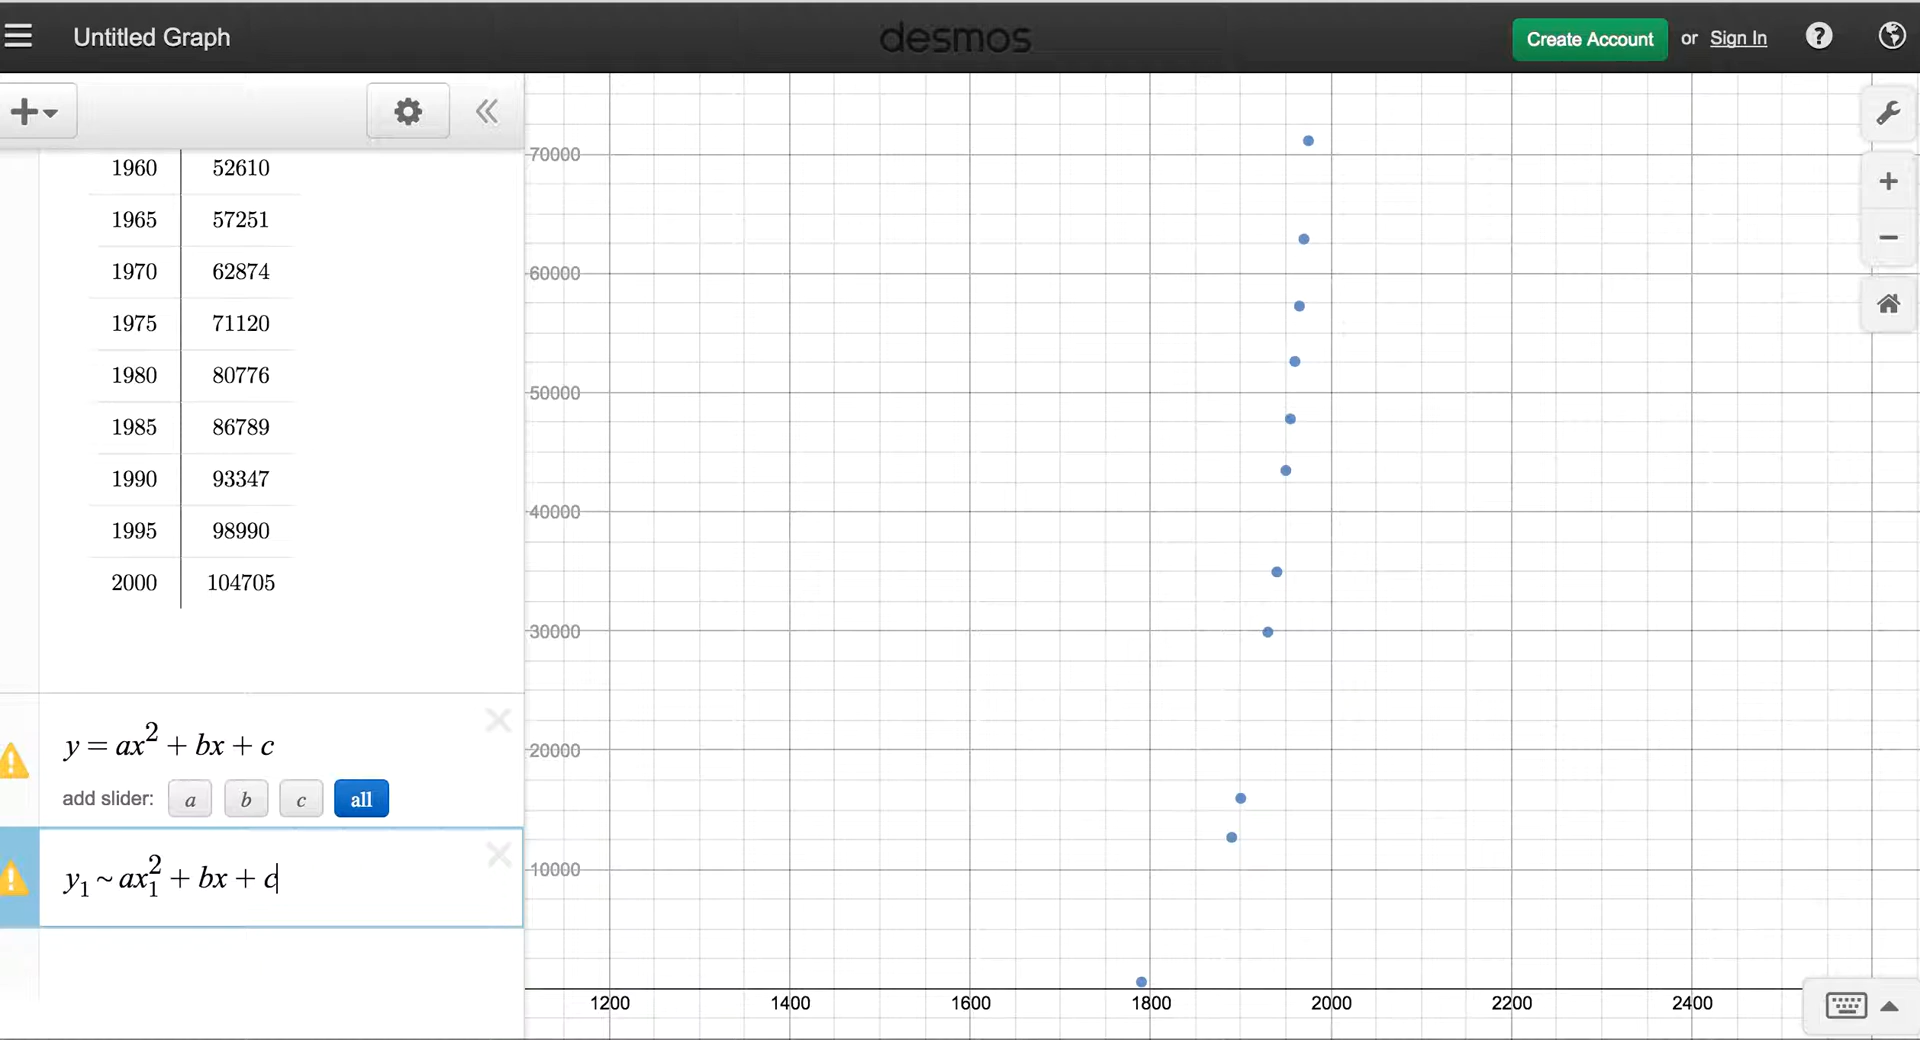 Untitled Graph
desmos
Create Account or Sign In
1960 52610
1965 57251
1970 62874
1975 71120
1980 80776
1985 86789
1990 93347
1995 98990
2000 104705
y = ax² + bx + c
add slider: a b c all
y₁ ~ ax₁² + bx + c
70000
60000
50000
40000
30000
20000
10000
1200 1400 1600 1800 2000 2200 2400